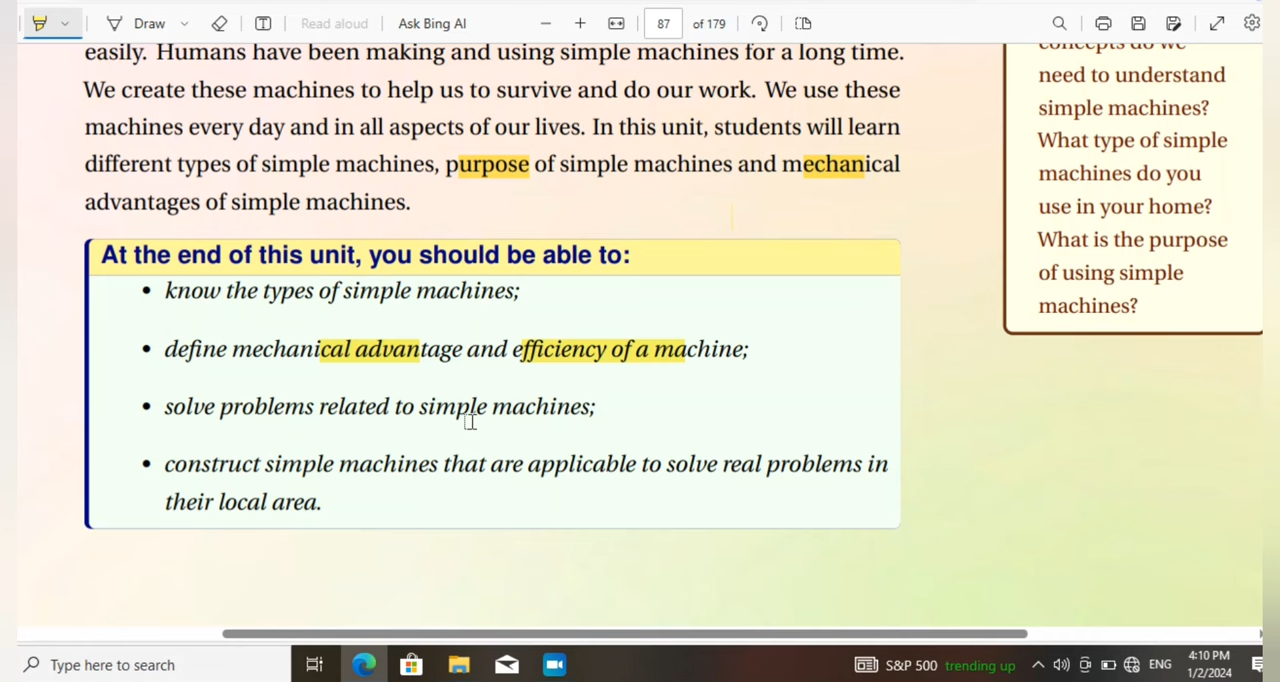 Draw
Read aloud
Ask Bing AI
87
of 179
easily. Humans have been making and using simple machines for a long time.
We create these machines to help us to survive and do our work. We use these
machines every day and in all aspects of our lives. In this unit, students will learn
different types of simple machines, purpose of simple machines and mechanical
advantages of simple machines.
At the end of this unit, you should be able to:
• know the types of simple machines;
• define mechanical advantage and efficiency of a machine;
• solve problems related to simple machines;
• construct simple machines that are applicable to solve real problems in
their local area.
concepts do we
need to understand
simple machines?
What type of simple
machines do you
use in your home?
What is the purpose
of using simple
machines?
Type here to search
S&P 500 trending up
ENG
4:10 PM
1/2/2024